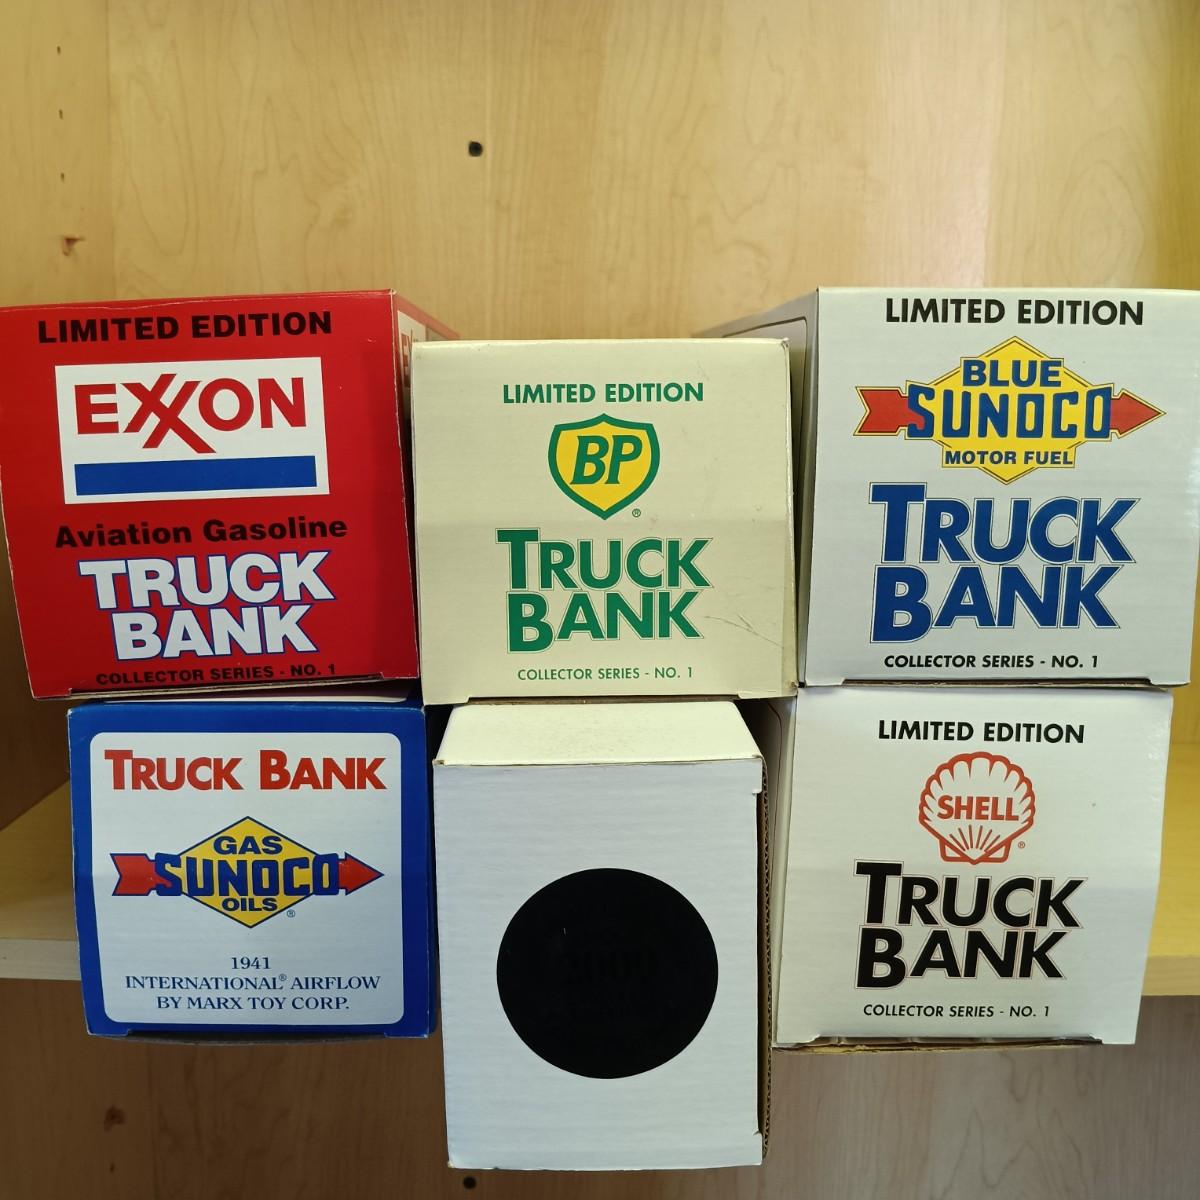 LIMITED EDITION
EXXON
Aviation Gasoline
TRUCK
BANK
COLLECTOR SERIES - NO. 1
LIMITED EDITION
BP
®
TRUCK
BANK
COLLECTOR SERIES - NO. 1
LIMITED EDITION
BLUE
SUNOCO
MOTOR FUEL
TRUCK
BANK
COLLECTOR SERIES - NO. 1
TRUCK BANK
GAS
SUNOCO
OILS ®
1941
INTERNATIONAL® AIRFLOW
BY MARX TOY CORP.
LIMITED EDITION
SHELL
®
TRUCK
BANK
COLLECTOR SERIES - NO. 1